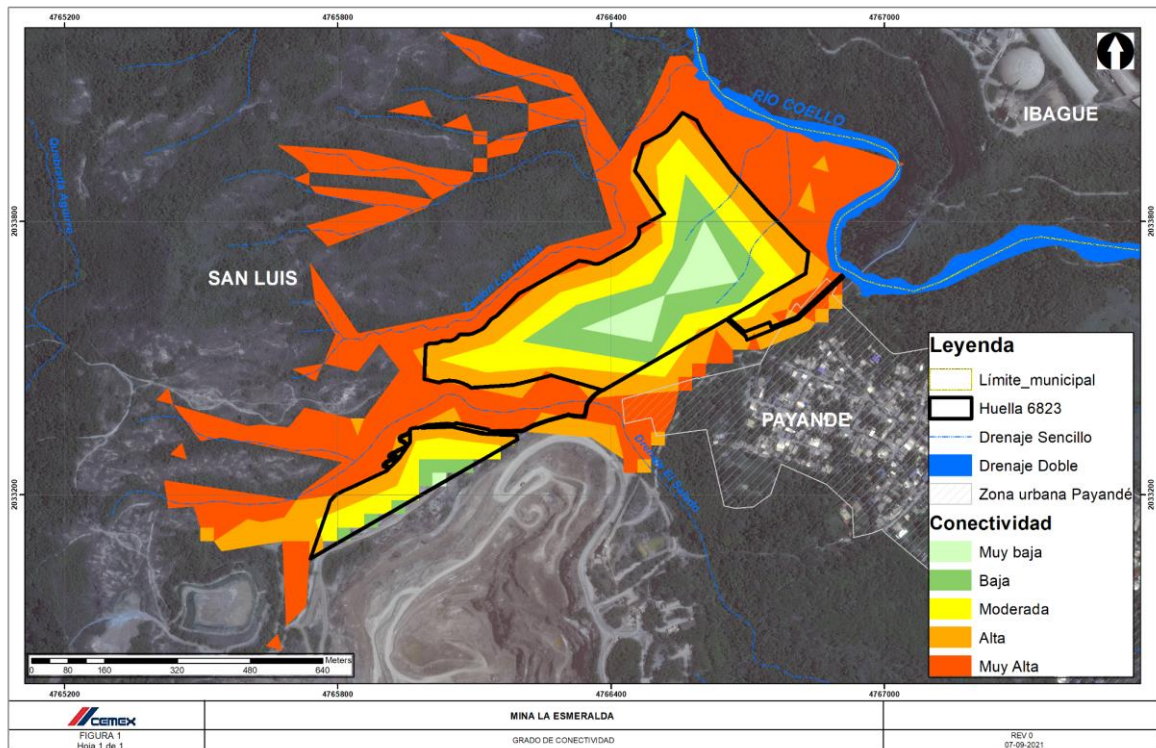 4765200
4765800
4766400
4767000
RÍO COELLO
IBAGUE
Quebrada Aguirre
2033800
2033800
SAN LUIS
PAYANDE
2033200
2033200
Leyenda
Límite_municipal
Huella 6823
Drenaje Sencillo
Drenaje Doble
Zona urbana Payandé
Conectividad
Muy baja
Baja
Moderada
Alta
Muy Alta
Meters
0 80 160 320 480 640
4765200
4765800
4766400
4767000
CEMEX
MINA LA ESMERALDA
FIGURA 1
Hoja 1 de 1
GRADO DE CONECTIVIDAD
REV 0
07-09-2021